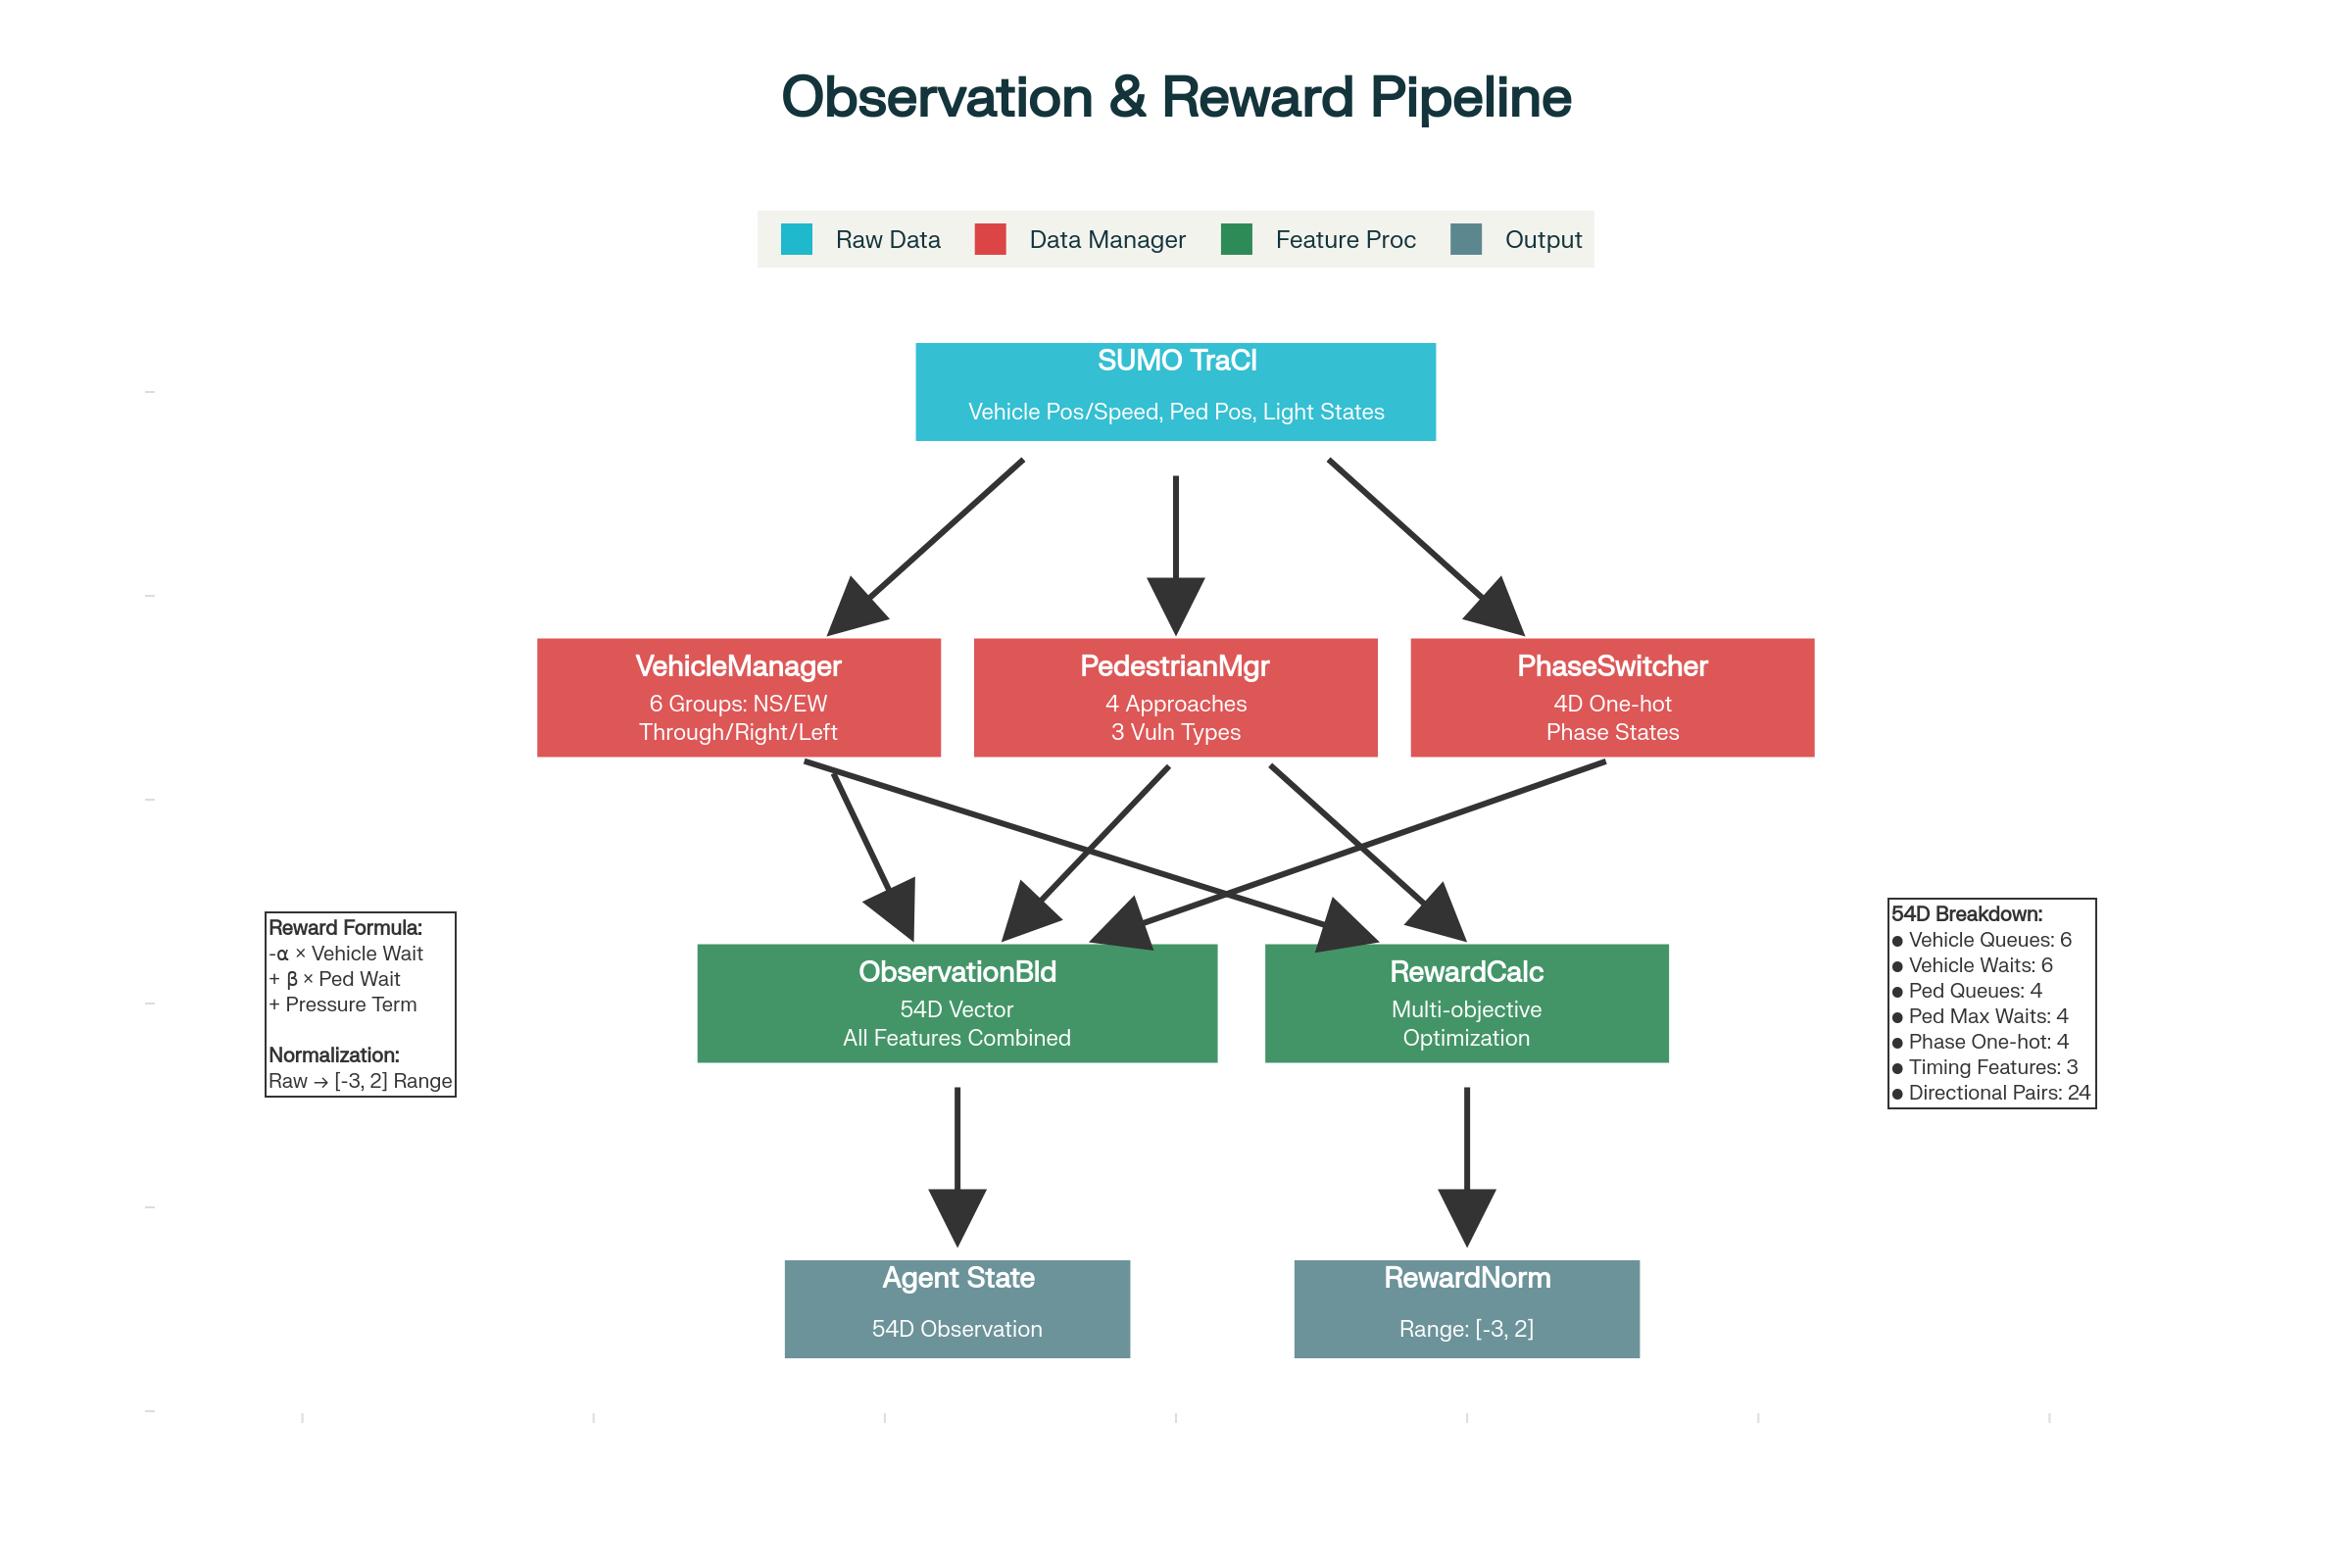 Observation & Reward Pipeline
Raw Data
Data Manager
Feature Proc
Output
SUMO TraCI
Vehicle Pos/Speed, Ped Pos, Light States
VehicleManager
6 Groups: NS/EW
Through/Right/Left
PedestrianMgr
4 Approaches
3 Vuln Types
PhaseSwitcher
4D One-hot
Phase States
Reward Formula:
-α × Vehicle Wait
+ β × Ped Wait
+ Pressure Term
Normalization:
Raw → [-3, 2] Range
ObservationBld
54D Vector
All Features Combined
RewardCalc
Multi-objective
Optimization
54D Breakdown:
● Vehicle Queues: 6
● Vehicle Waits: 6
● Ped Queues: 4
● Ped Max Waits: 4
● Phase One-hot: 4
● Timing Features: 3
● Directional Pairs: 24
Agent State
54D Observation
RewardNorm
Range: [-3, 2]